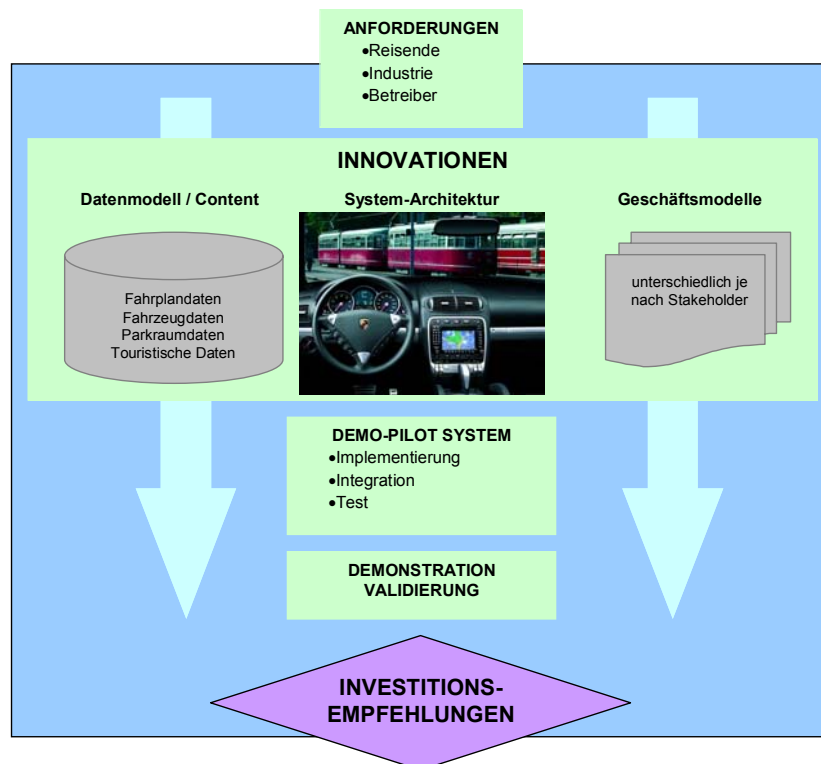 ANFORDERUNGEN
•Reisende
•Industrie
•Betreiber
INNOVATIONEN
Datenmodell / Content
Fahrplandaten
Fahrzeugdaten
Parkraumdaten
Touristische Daten
System-Architektur
Geschäftsmodelle
unterschiedlich je
nach Stakeholder
DEMO-PILOT SYSTEM
•Implementierung
•Integration
•Test
DEMONSTRATION
VALIDIERUNG
INVESTITIONS-
EMPFEHLUNGEN